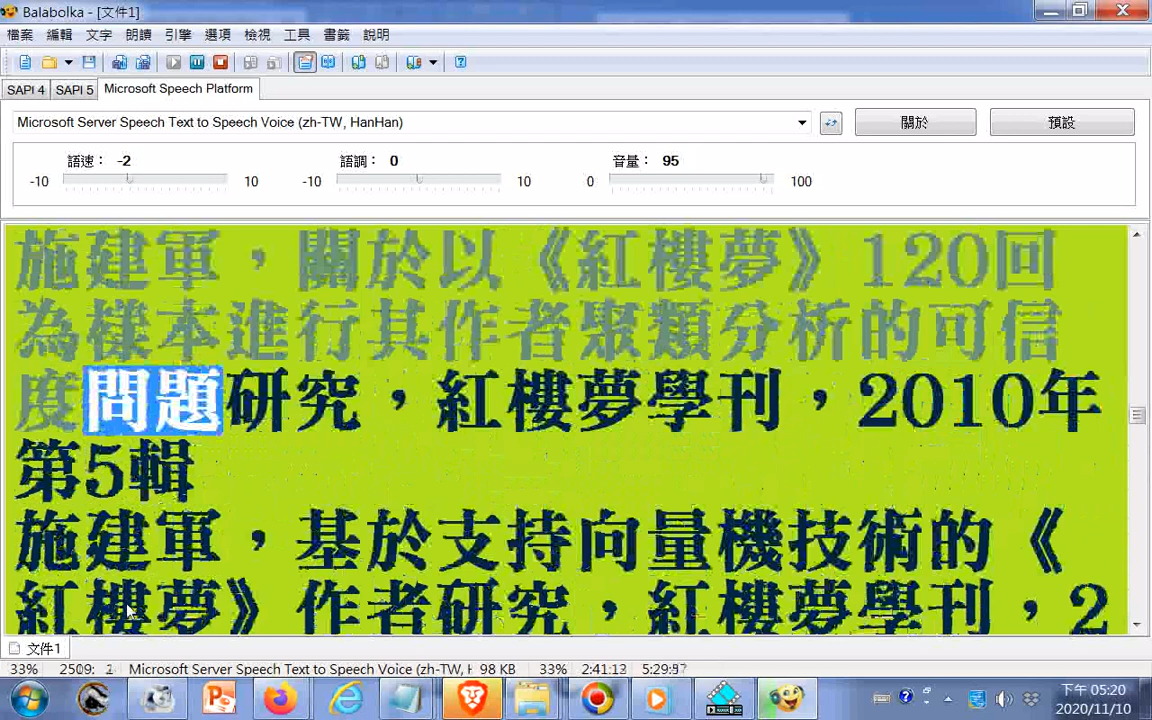 Balabolka - [文件1]
檔案 編輯 文字 朗讀 引擎 選項 檢視 工具 書籤 說明
SAPI 4 SAPI 5 Microsoft Speech Platform
Microsoft Server Speech Text to Speech Voice (zh-TW, HanHan) 關於 預設
語速： -2 語調： 0 音量： 95
-10 10 -10 10 0 100
施建軍，關於以《紅樓夢》120回
為樣本進行其作者聚類分析的可信
度問題研究，紅樓夢學刊，2010年
第5輯
施建軍，基於支持向量機技術的《
紅樓夢》作者研究，紅樓夢學刊，2
文件1
33% 2509: Microsoft Server Speech Text to Speech Voice (zh-TW, 98 KB 33% 2:41:13
下午 05:20
2020/11/10